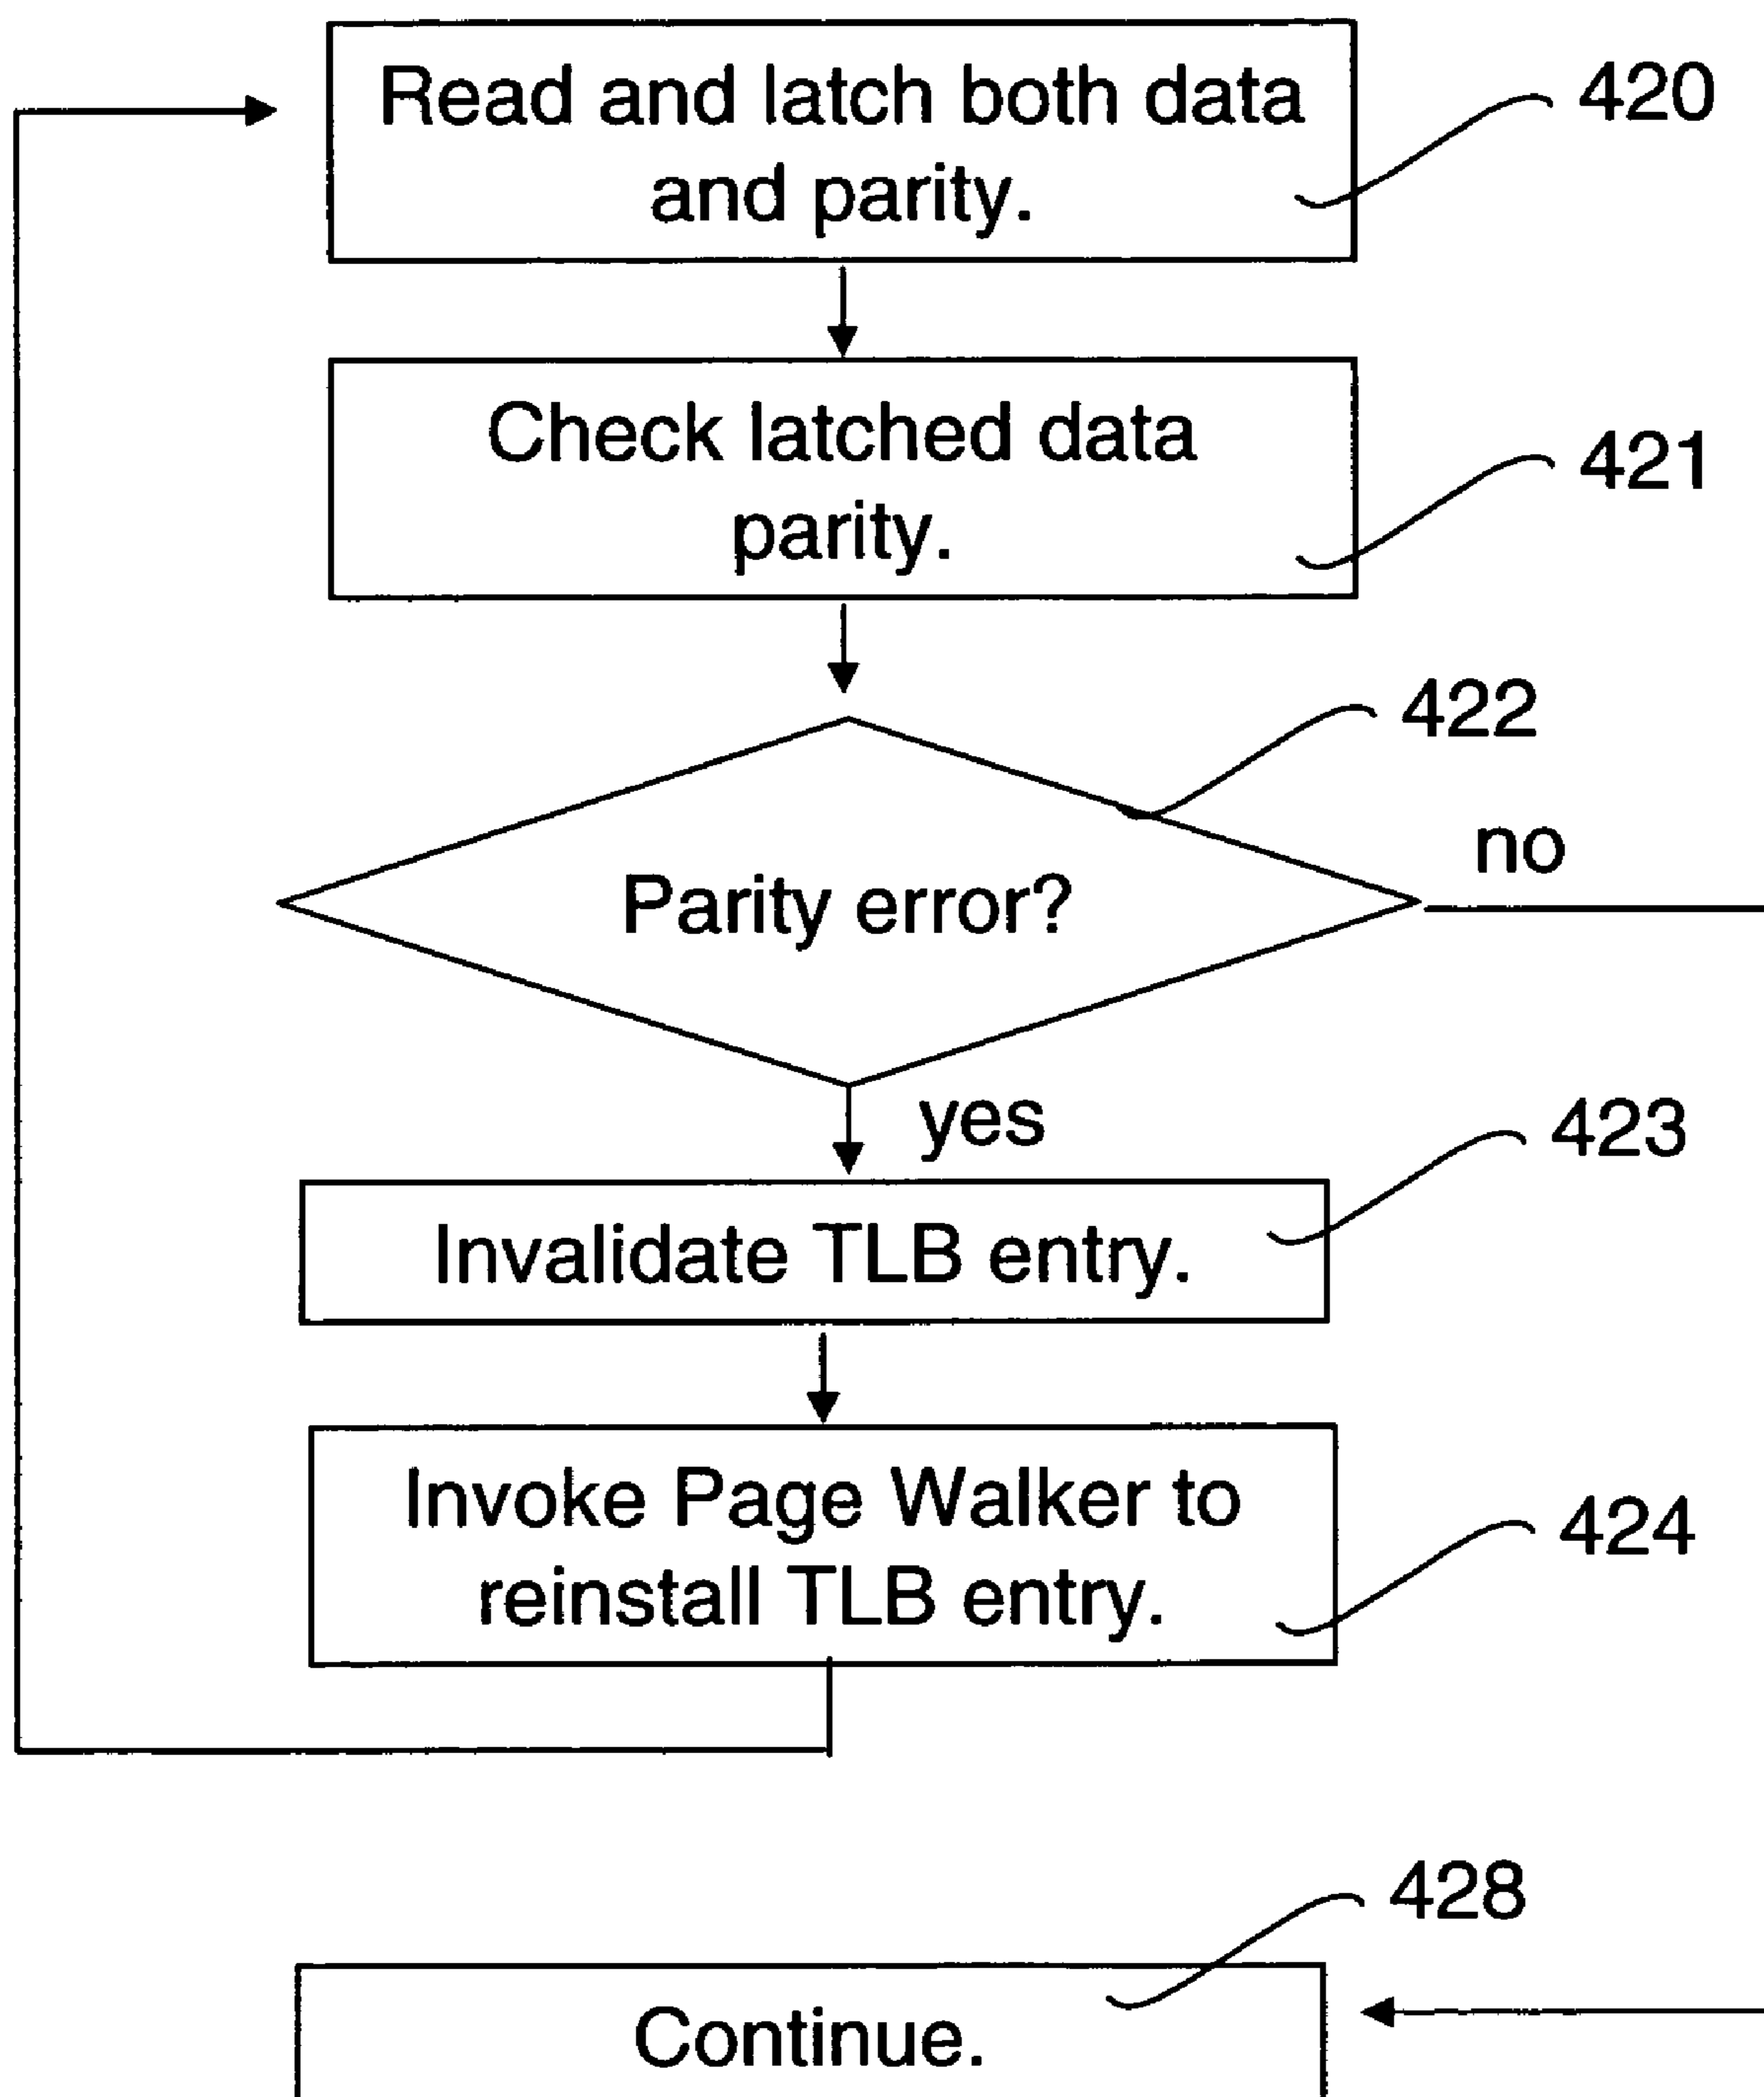 Read and latch both data
and parity.
420
Check latched data
parity.
421
422
Parity error?
no
yes
423
Invalidate TLB entry.
Invoke Page Walker to
reinstall TLB entry.
424
428
Continue.